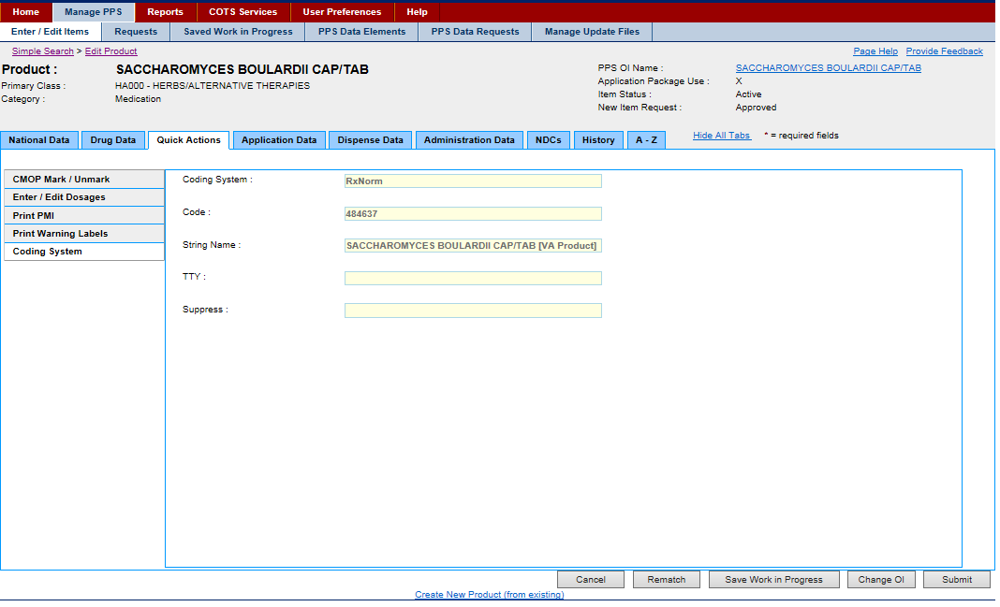 Home Manage PPS Reports COTS Services User Preferences Help
Enter / Edit Items Requests Saved Work in Progress PPS Data Elements PPS Data Requests Manage Update Files
Simple Search > Edit Product Page Help Provide Feedback
Product : SACCHAROMYCES BOULARDII CAP/TAB PPS OI Name : SACCHAROMYCES BOULARDII CAP/TAB
Primary Class : HA000 - HERBS/ALTERNATIVE THERAPIES Application Package Use : X
Category : Medication Item Status : Active
New Item Request : Approved
National Data Drug Data Quick Actions Application Data Dispense Data Administration Data NDCs History A - Z Hide All Tabs * = required fields
CMOP Mark / Unmark
Enter / Edit Dosages
Print PMI
Print Warning Labels
Coding System
Coding System : RxNorm
Code : 484637
String Name : SACCHAROMYCES BOULARDII CAP/TAB [VA Product]
TTY :
Suppress :
Cancel Rematch Save Work in Progress Change OI Submit
Create New Product (from existing)